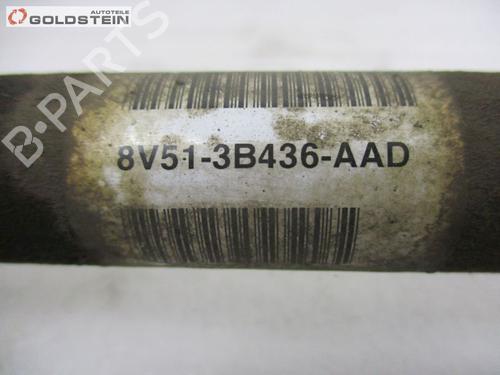 AUTOTEILE
GOLDSTEIN
B-PARTS
8V51-3B436-AAD